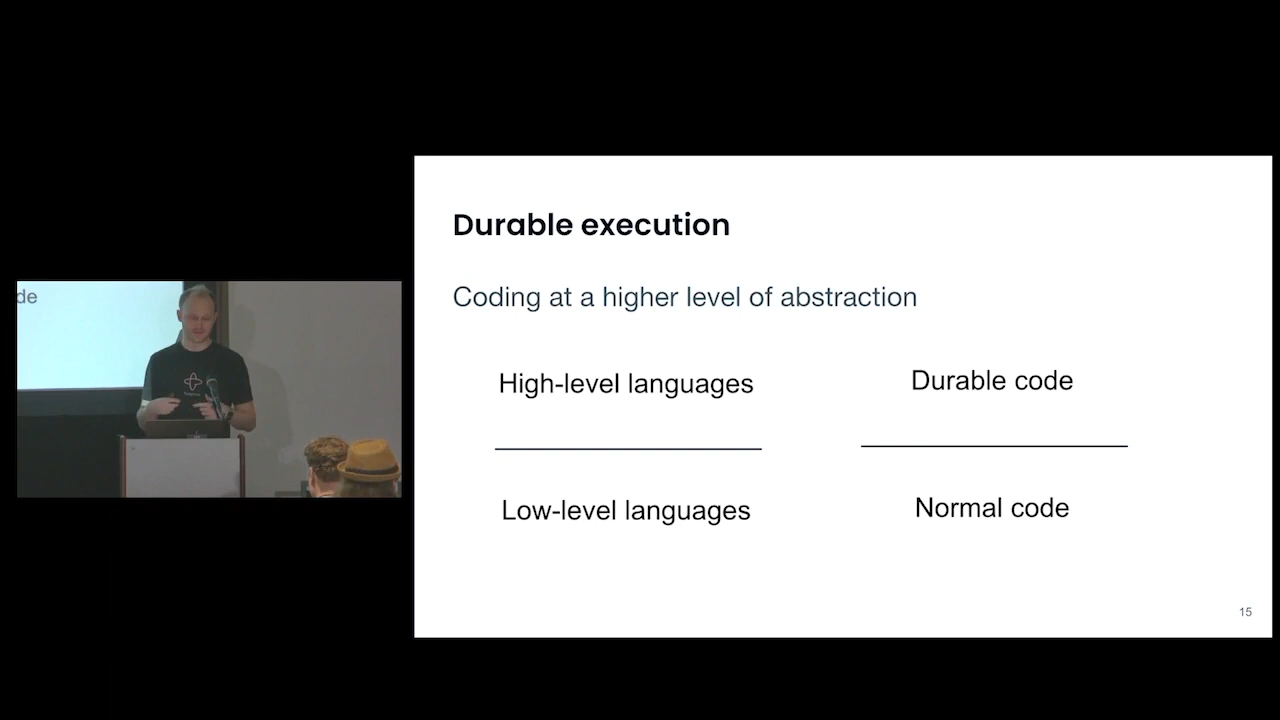 de
Durable execution
Coding at a higher level of abstraction
High-level languages
Durable code
Low-level languages
Normal code
15